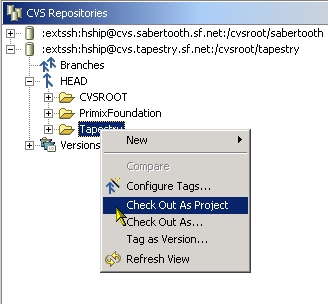 CVS Repositories
:extssh:hship@cvs.sabertooth.sf.net:/cvsroot/sabertooth
:extssh:hship@cvs.tapestry.sf.net:/cvsroot/tapestry
Branches
HEAD
CVSROOT
PrimixFoundation
Tapestry
Versions
New
Compare
Configure Tags...
Check Out As Project
Check Out As...
Tag as Version...
Refresh View